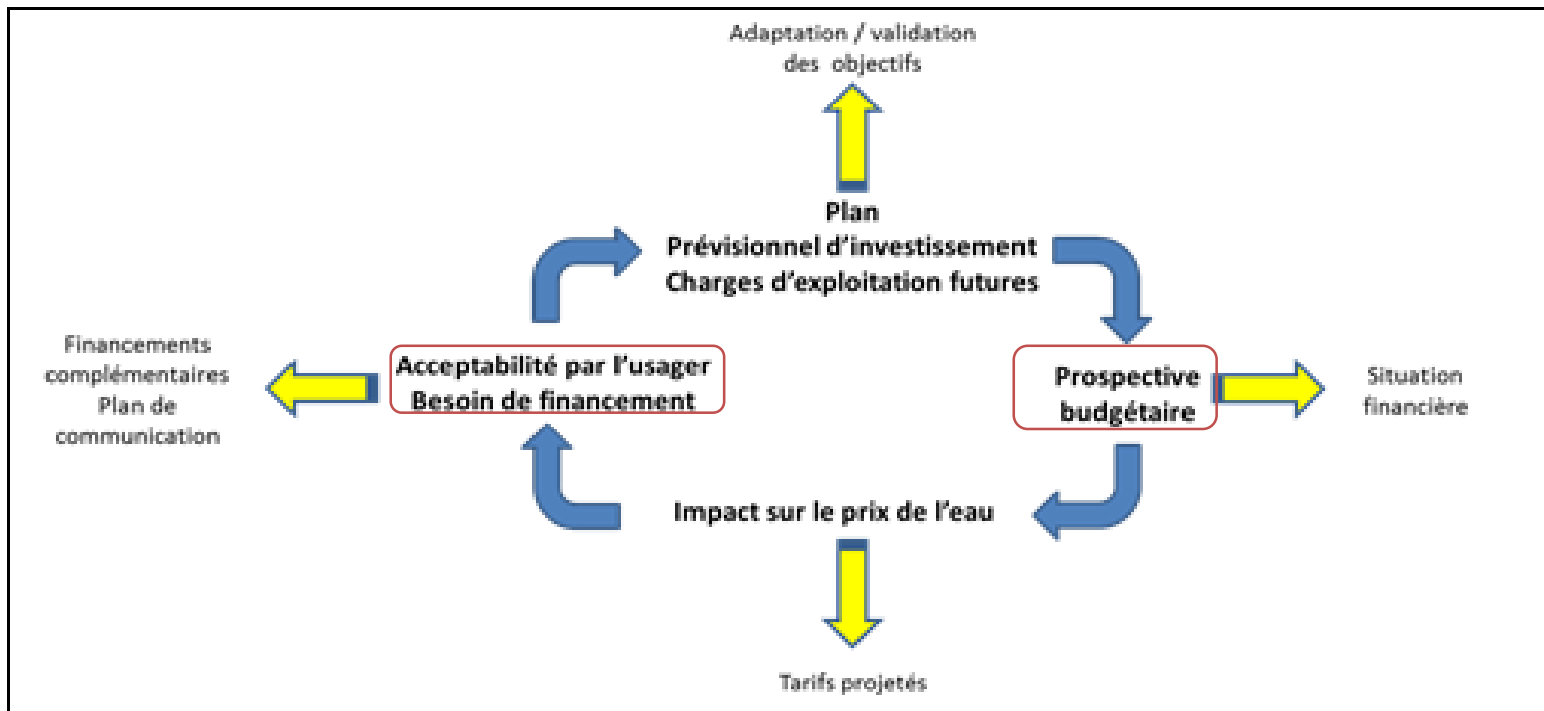 Adaptation / validation
des objectifs
Plan
Prévisionnel d'investissement
Charges d'exploitation futures
Financements
complémentaires
Plan de
communication
Acceptabilité par l'usager
Besoin de financement
Prospective
budgétaire
Situation
financière
Impact sur le prix de l'eau
Tarifs projetés